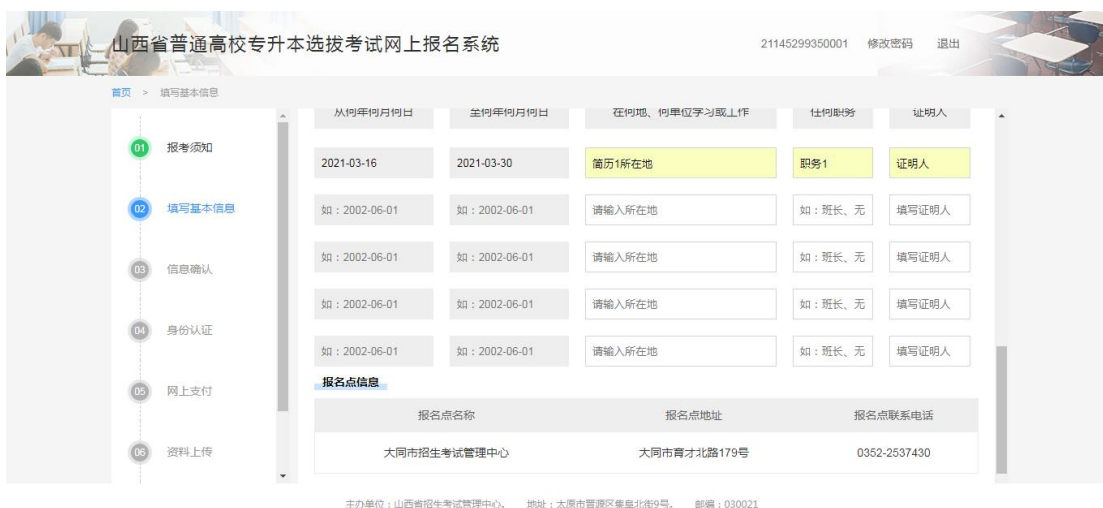 山西省普通高校专升本选拔考试网上报名系统 21145299350001 修改密码 退出
首页 > 填写基本信息
从何年何月何日 至何年何月何日 在何地、何单位学习或工作 任何职务 证明人
01 报考须知
2021-03-16 2021-03-30 简历1所在地 职务1 证明人
02 填写基本信息
如：2002-06-01 如：2002-06-01 请输入所在地 如：班长、无 填写证明人
如：2002-06-01 如：2002-06-01 请输入所在地 如：班长、无 填写证明人
03 信息确认
如：2002-06-01 如：2002-06-01 请输入所在地 如：班长、无 填写证明人
04 身份认证
如：2002-06-01 如：2002-06-01 请输入所在地 如：班长、无 填写证明人
报名点信息
05 网上支付
报名点名称 报名点地址 报名点联系电话
06 资料上传
大同市招生考试管理中心 大同市育才北路179号 0352-2537430
主办单位：山西省招生考试管理中心。 地址：太原市晋源区集阜北街9号。 邮编：030021